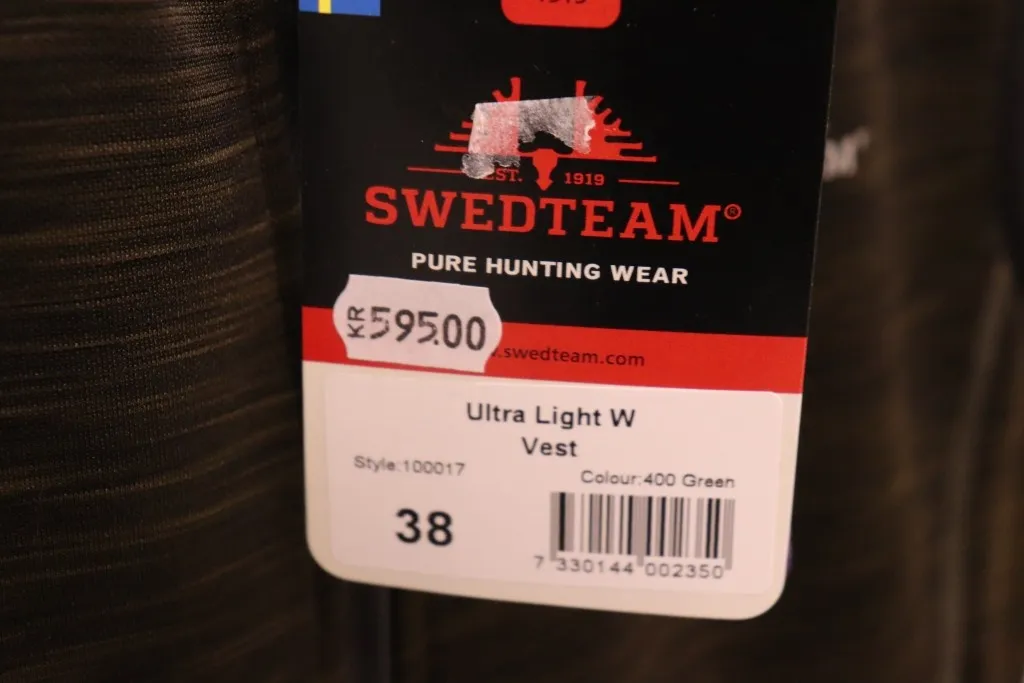 1919
EST. 1919
SWEDTEAM®
PURE HUNTING WEAR
KR 595.00
.swedteam.com
Ultra Light W
Vest
Style:100017
Colour:400 Green
38
7 330144 002350
M